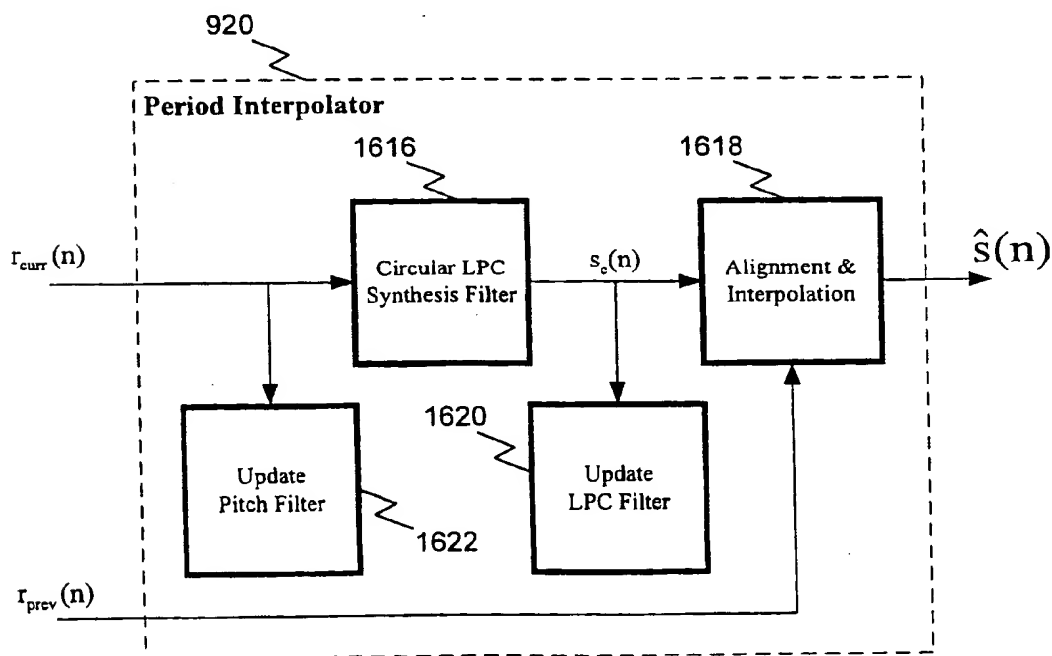 920
Period Interpolator
1616
1618
r_curr(n)
Circular LPC
Synthesis Filter
s_c(n)
Alignment &
Interpolation
ŝ(n)
1620
Update
Pitch Filter
Update
LPC Filter
1622
r_prev(n)